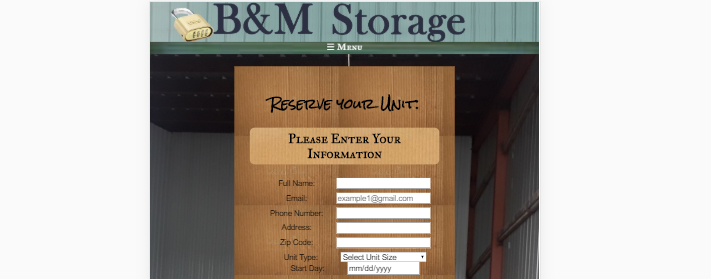 B&M Storage
☰ Menu
Reserve your Unit:
Please Enter Your
Information
Full Name:
Email: example1@gmail.com
Phone Number:
Address:
Zip Code:
Unit Type: Select Unit Size
Start Day: mm/dd/yyyy